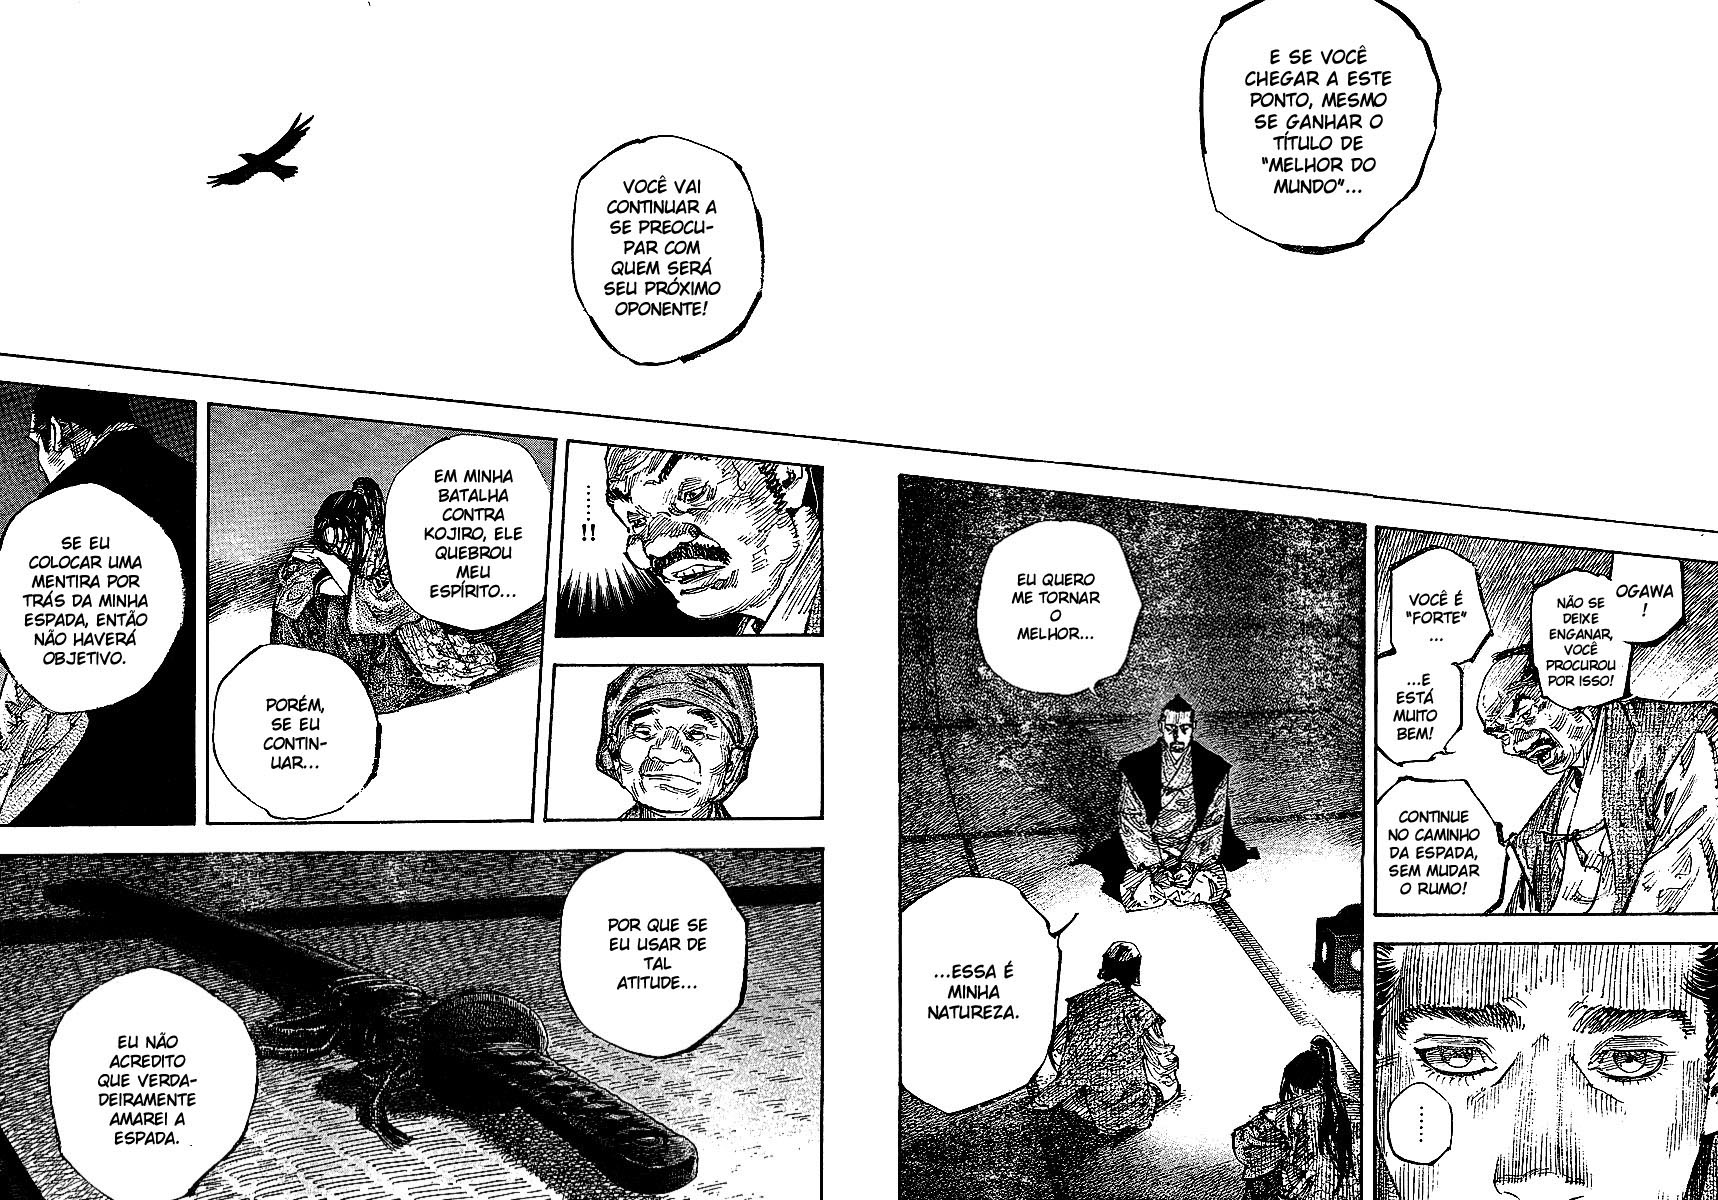 E SE VOCÊ
CHEGAR A ESTE
PONTO, MESMO
SE GANHAR O
TÍTULO DE
"MELHOR DO
MUNDO"...
VOCÊ VAI
CONTINUAR A
SE PREOCU-
PAR COM
QUEM SERÁ
SEU PRÓXIMO
OPONENTE!
OGAWA
!
NÃO SE
DEIXE
ENGANAR,
VOCÊ
PROCUROU
POR ISSO!
VOCÊ É
"FORTE"
...
...E
ESTÁ
MUITO
BEM!
CONTINUE
NO CAMINHO
DA ESPADA,
SEM MUDAR
O RUMO!
......
EU QUERO
ME TORNAR
O
MELHOR...
...ESSA É
MINHA
NATUREZA.
......!!
EM MINHA
BATALHA
CONTRA
KOJIRO, ELE
QUEBROU
MEU
ESPÍRITO...
PORÉM,
SE EU
CONTIN-
UAR...
SE EU
COLOCAR UMA
MENTIRA POR
TRÁS DA MINHA
ESPADA, ENTÃO
NÃO HAVERÁ
OBJETIVO.
POR QUE SE
EU USAR DE
TAL
ATITUDE...
EU NÃO
ACREDITO
QUE VERDA-
DEIRAMENTE
AMAREI A
ESPADA.